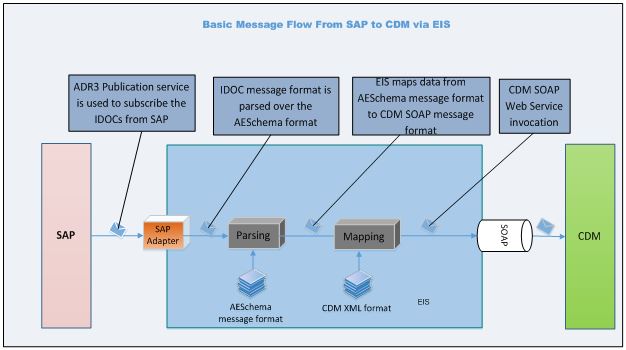 Basic Message Flow From SAP to CDM via EIS
ADR3 Publication service
is used to subscribe the
IDOCs from SAP
IDOC message format is
parsed over the
AESchema format
EIS maps data from
AESchema message format
to CDM SOAP message
format
CDM SOAP
Web Service
invocation
SAP
SAP
Adapter
Parsing
Mapping
SOAP
CDM
AESchema
message format
CDM XML format
EIS